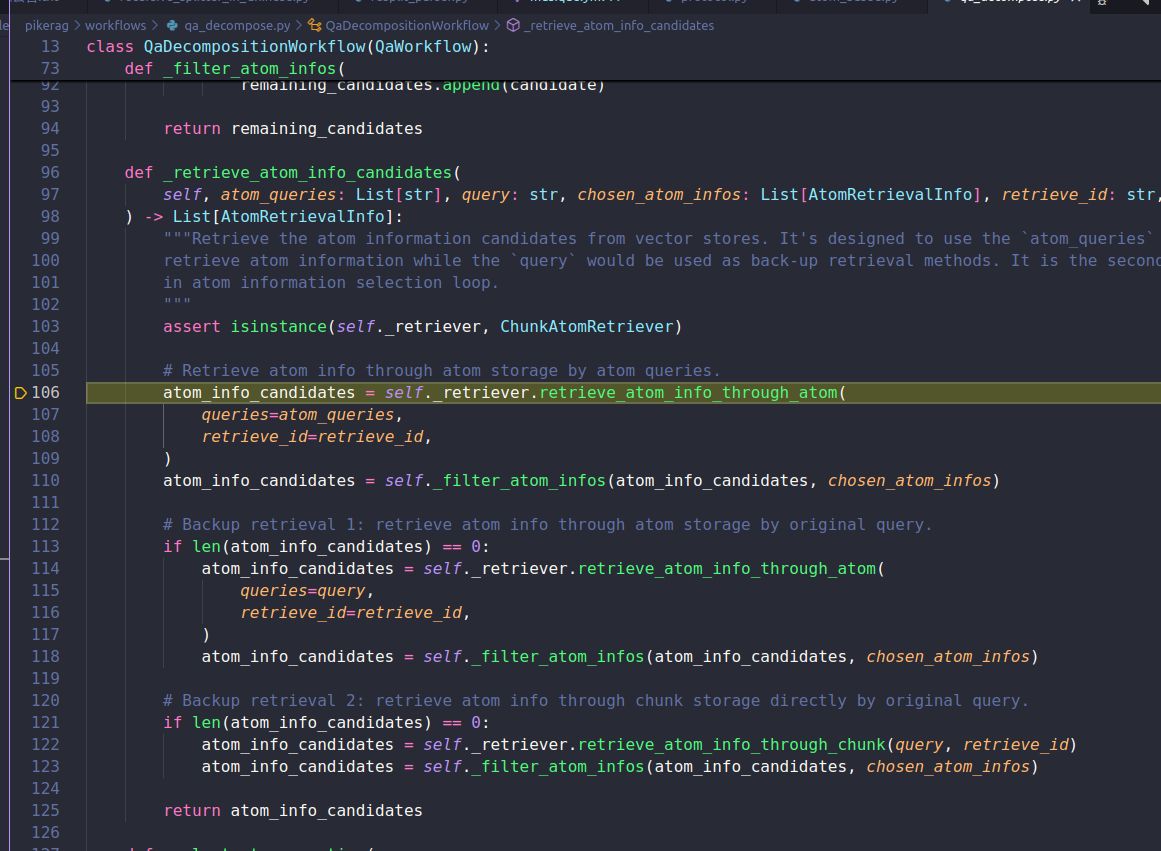 pikerag > workflows > qa_decompose.py > QaDecompositionWorkflow > _retrieve_atom_info_candidates
13 class QaDecompositionWorkflow(QaWorkflow):
73 def _filter_atom_infos(
92 remaining_candidates.append(candidate)
93
94 return remaining_candidates
95
96 def _retrieve_atom_info_candidates(
97 self, atom_queries: List[str], query: str, chosen_atom_infos: List[AtomRetrievalInfo], retrieve_id: str,
98 ) -> List[AtomRetrievalInfo]:
99 """Retrieve the atom information candidates from vector stores. It's designed to use the `atom_queries`
100 retrieve atom information while the `query` would be used as back-up retrieval methods. It is the second
101 in atom information selection loop.
102 """
103 assert isinstance(self._retriever, ChunkAtomRetriever)
104
105 # Retrieve atom info through atom storage by atom queries.
106 atom_info_candidates = self._retriever.retrieve_atom_info_through_atom(
107 queries=atom_queries,
108 retrieve_id=retrieve_id,
109 )
110 atom_info_candidates = self._filter_atom_infos(atom_info_candidates, chosen_atom_infos)
111
112 # Backup retrieval 1: retrieve atom info through atom storage by original query.
113 if len(atom_info_candidates) == 0:
114 atom_info_candidates = self._retriever.retrieve_atom_info_through_atom(
115 queries=query,
116 retrieve_id=retrieve_id,
117 )
118 atom_info_candidates = self._filter_atom_infos(atom_info_candidates, chosen_atom_infos)
119
120 # Backup retrieval 2: retrieve atom info through chunk storage directly by original query.
121 if len(atom_info_candidates) == 0:
122 atom_info_candidates = self._retriever.retrieve_atom_info_through_chunk(query, retrieve_id)
123 atom_info_candidates = self._filter_atom_infos(atom_info_candidates, chosen_atom_infos)
124
125 return atom_info_candidates
126